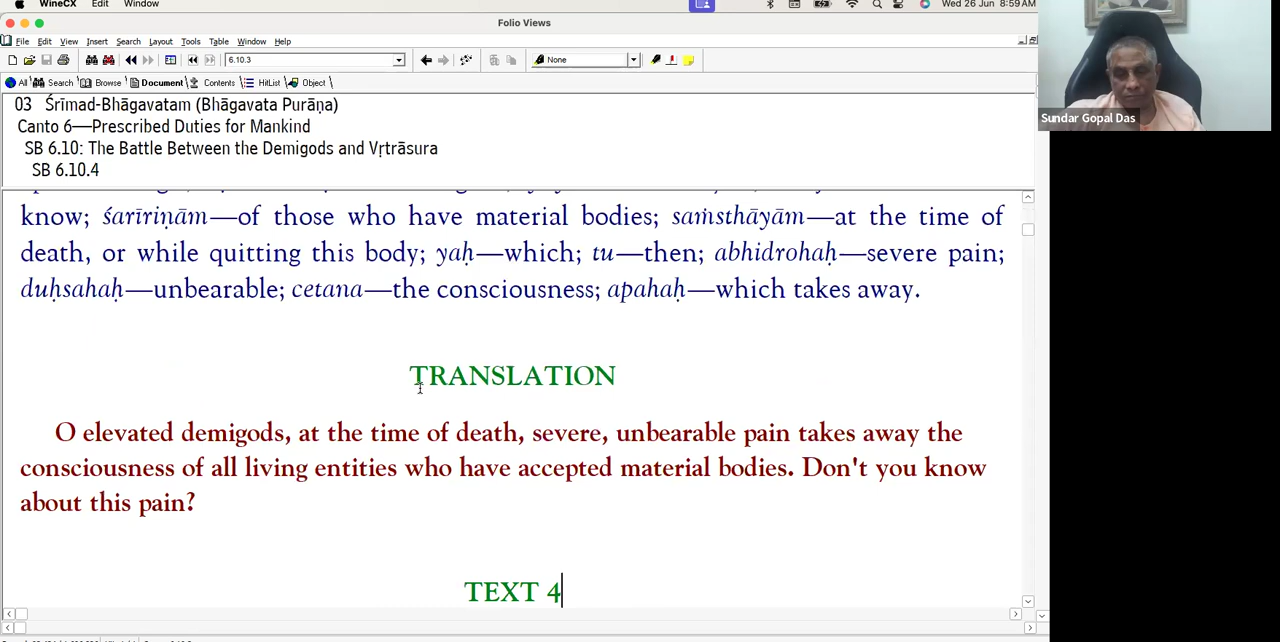 WineCX Edit Window Wed 26 Jun 8:59 AM
Folio Views
File Edit View Insert Search Layout Tools Table Window Help
6.10.3 None
All Search Browse Document Contents HitList Object
03 Śrīmad-Bhāgavatam (Bhāgavata Purāṇa)
Canto 6—Prescribed Duties for Mankind
SB 6.10: The Battle Between the Demigods and Vṛtrāsura
SB 6.10.4
know; śarīriṇām—of those who have material bodies; saṁsthāyām—at the time of
death, or while quitting this body; yaḥ—which; tu—then; abhidrohaḥ—severe pain;
duḥsahaḥ—unbearable; cetana—the consciousness; apahaḥ—which takes away.
TRANSLATION
O elevated demigods, at the time of death, severe, unbearable pain takes away the
consciousness of all living entities who have accepted material bodies. Don't you know
about this pain?
TEXT 4
Sundar Gopal Das